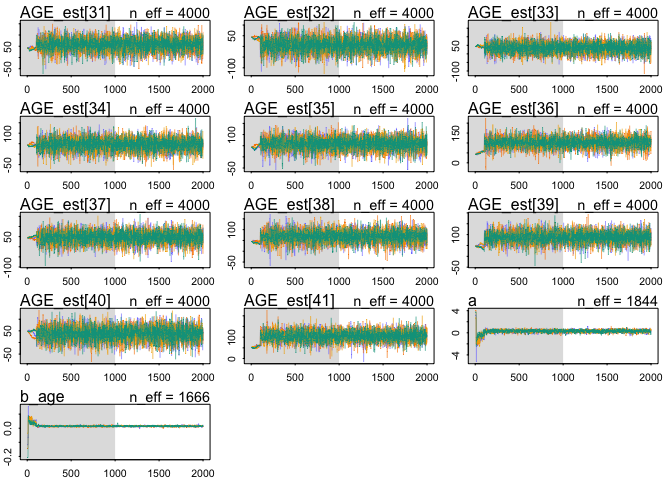 AGE_est[31] n_eff = 4000 AGE_est[32] n_eff = 4000 AGE_est[33] n_eff = 4000
50 -50 50 -100 50 -100
0 500 1000 1500 2000 0 500 1000 1500 2000 0 500 1000 1500 2000
AGE_est[34] n_eff = 4000 AGE_est[35] n_eff = 4000 AGE_est[36] n_eff = 4000
100 -50 100 -50 150 0
0 500 1000 1500 2000 0 500 1000 1500 2000 0 500 1000 1500 2000
AGE_est[37] n_eff = 4000 AGE_est[38] n_eff = 4000 AGE_est[39] n_eff = 4000
50 -100 100 -50 100 -50
0 500 1000 1500 2000 0 500 1000 1500 2000 0 500 1000 1500 2000
AGE_est[40] n_eff = 4000 AGE_est[41] n_eff = 4000 a n_eff = 1844
50 -50 100 0 4 0 -4
0 500 1000 1500 2000 0 500 1000 1500 2000 0 500 1000 1500 2000
b_age n_eff = 1666
0.0 -0.2
0 500 1000 1500 2000